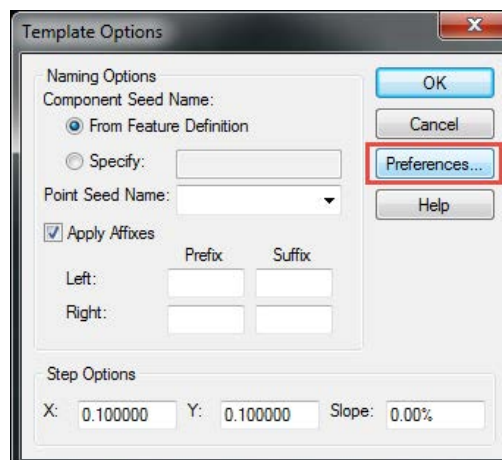 Template Options
Naming Options
Component Seed Name:
From Feature Definition
Specify:
Point Seed Name:
Apply Affixes
Prefix Suffix
Left:
Right:
OK
Cancel
Preferences...
Help
Step Options
X: 0.100000 Y: 0.100000 Slope: 0.00%